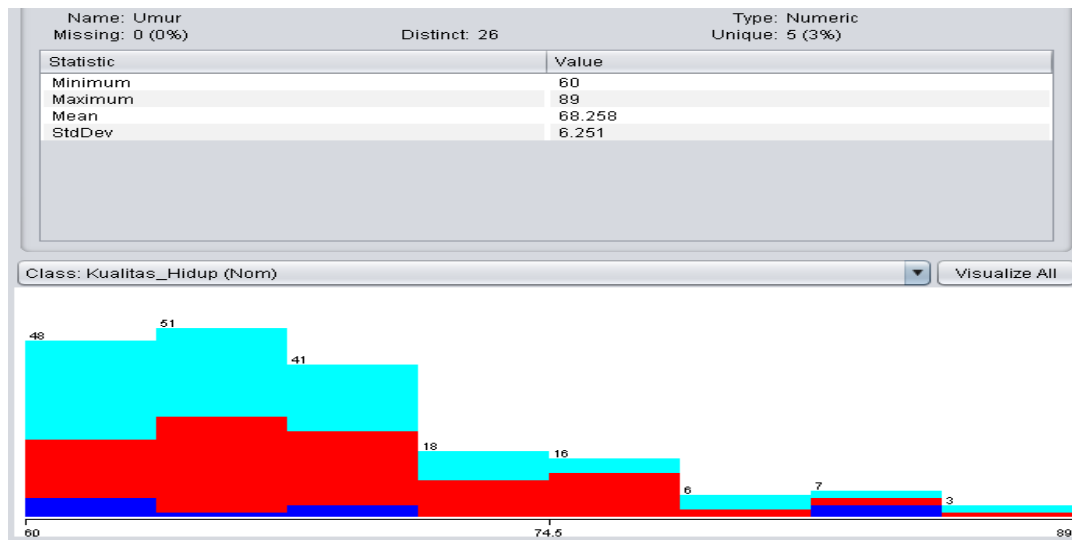 Name: Umur Type: Numeric
Missing: 0 (0%) Distinct: 26 Unique: 5 (3%)
Statistic Value
Minimum 60
Maximum 89
Mean 68.258
StdDev 6.251
Class: Kualitas_Hidup (Nom) Visualize All
48 51 41 18 16 6 7 3
60 74.5 89